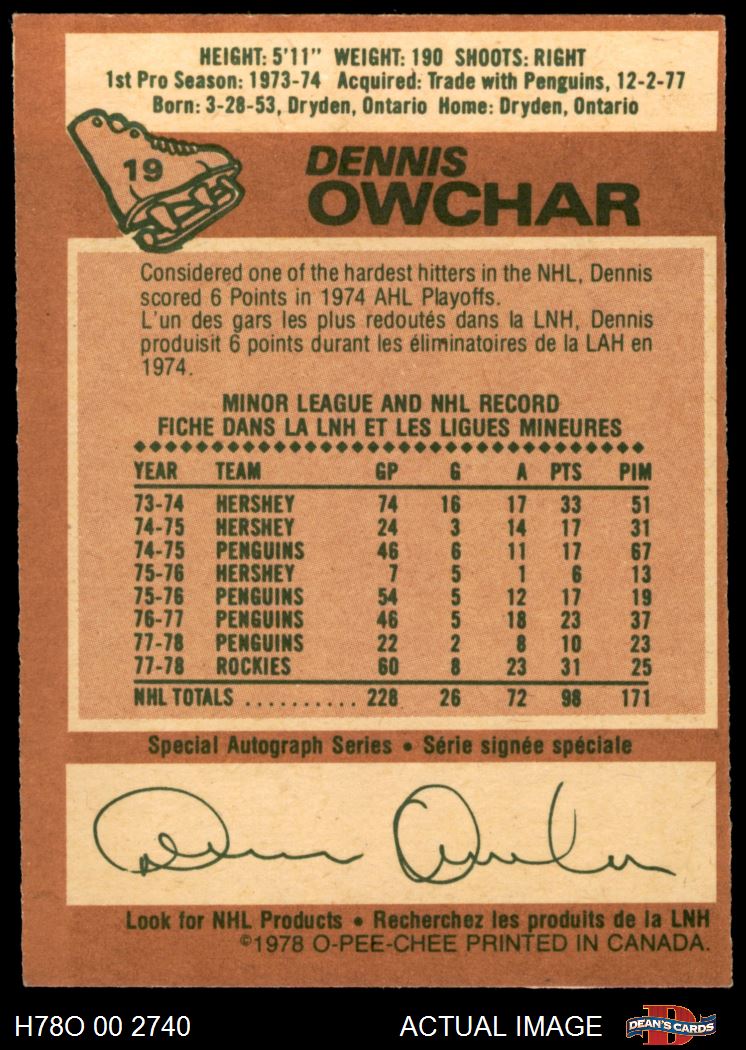 HEIGHT: 5'11" WEIGHT: 190 SHOOTS: RIGHT
1st Pro Season: 1973-74 Acquired: Trade with Penguins, 12-2-77
Born: 3-28-53, Dryden, Ontario Home: Dryden, Ontario
19
DENNIS
OWCHAR
Considered one of the hardest hitters in the NHL, Dennis
scored 6 Points in 1974 AHL Playoffs.
L'un des gars les plus redoutés dans la LNH, Dennis
produisit 6 points durant les éliminatoires de la LAH en
1974.
MINOR LEAGUE AND NHL RECORD
FICHE DANS LA LNH ET LES LIGUES MINEURES
YEAR TEAM GP G A PTS PIM
73-74 HERSHEY 74 16 17 33 51
74-75 HERSHEY 24 3 14 17 31
74-75 PENGUINS 46 6 11 17 67
75-76 HERSHEY 7 5 1 6 13
75-76 PENGUINS 54 5 12 17 19
76-77 PENGUINS 46 5 18 23 37
77-78 PENGUINS 22 2 8 10 23
77-78 ROCKIES 60 8 23 31 25
NHL TOTALS .......... 228 26 72 98 171
Special Autograph Series • Série signée spéciale
Dennis Owchar
Look for NHL Products • Recherchez les produits de la LNH
©1978 O-PEE-CHEE PRINTED IN CANADA.
H78O 00 2740
ACTUAL IMAGE
D
DEAN'S CARDS